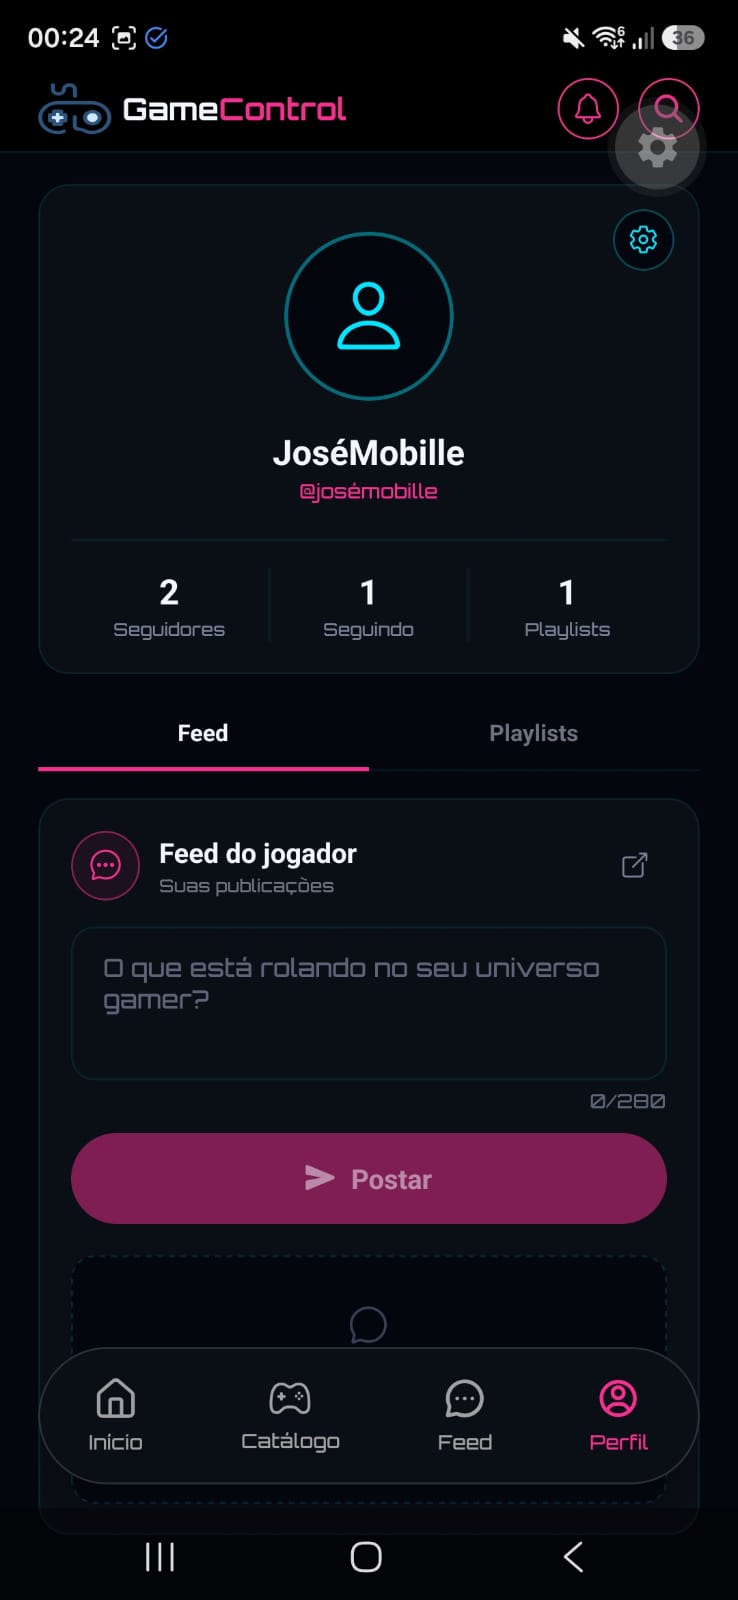 00:24
36
GameControl
JoséMobille
@josémobille
2 1 1
Seguidores Seguindo Playlists
Feed Playlists
Feed do jogador
Suas publicações
O que está rolando no seu universo
gamer?
0/280
Postar
Início Catálogo Feed Perfil